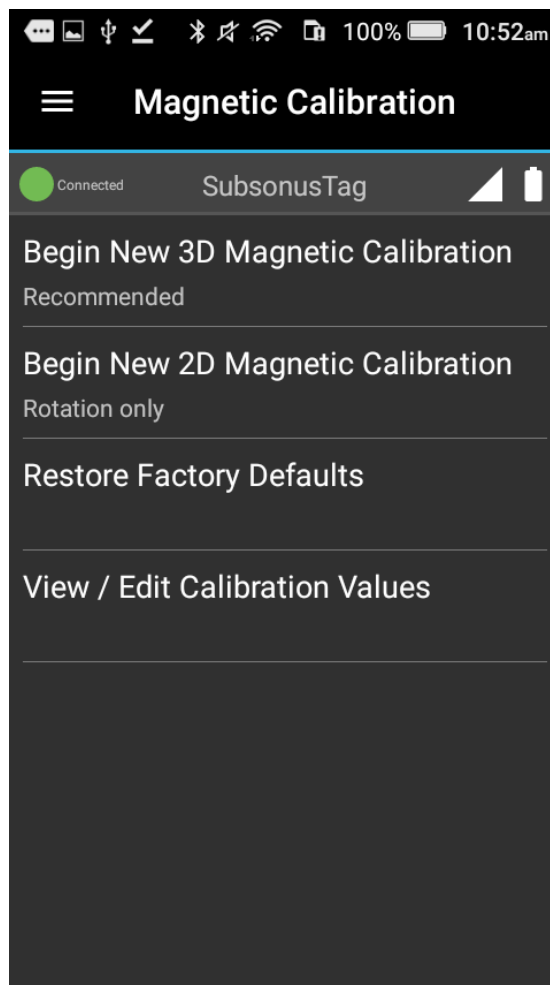 100% 10:52am
Magnetic Calibration
Connected SubsonusTag
Begin New 3D Magnetic Calibration
Recommended
Begin New 2D Magnetic Calibration
Rotation only
Restore Factory Defaults
View / Edit Calibration Values